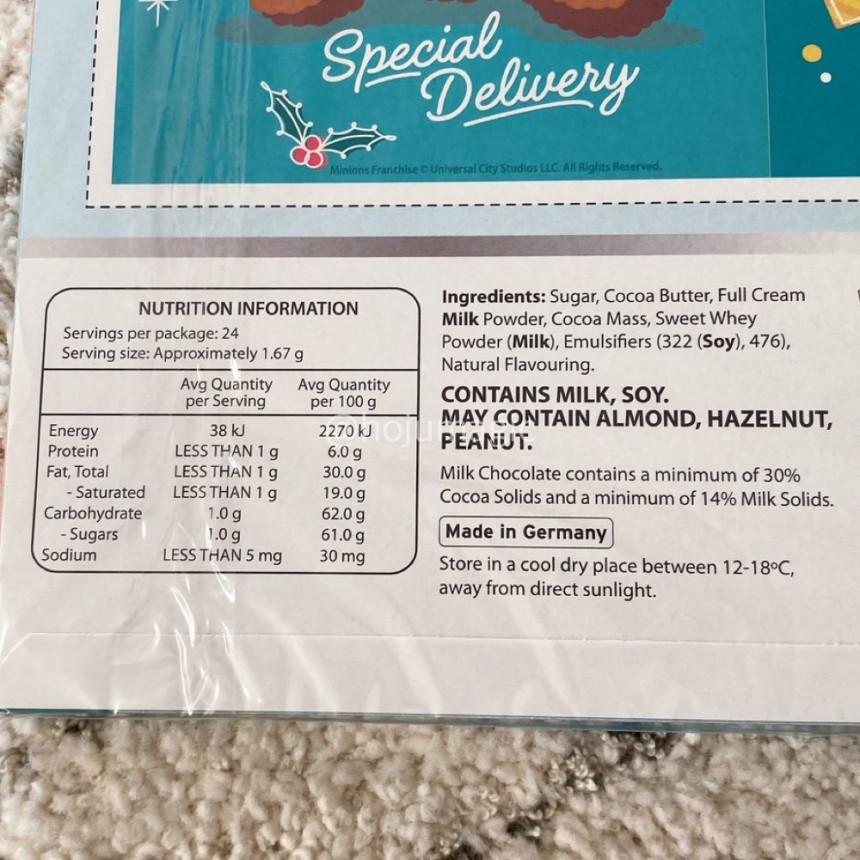 Special
Delivery
Minions Franchise © Universal City Studios LLC. All Rights Reserved.
NUTRITION INFORMATION
Servings per package: 24
Serving size: Approximately 1.67 g
Avg Quantity per Serving Avg Quantity per 100 g
Energy 38 kJ 2270 kJ
Protein LESS THAN 1 g 6.0 g
Fat, Total LESS THAN 1 g 30.0 g
- Saturated LESS THAN 1 g 19.0 g
Carbohydrate 1.0 g 62.0 g
- Sugars 1.0 g 61.0 g
Sodium LESS THAN 5 mg 30 mg
Ingredients: Sugar, Cocoa Butter, Full Cream
Milk Powder, Cocoa Mass, Sweet Whey
Powder (Milk), Emulsifiers (322 (Soy), 476),
Natural Flavouring.
CONTAINS MILK, SOY.
MAY CONTAIN ALMOND, HAZELNUT,
PEANUT.
Milk Chocolate contains a minimum of 30%
Cocoa Solids and a minimum of 14% Milk Solids.
Made in Germany
Store in a cool dry place between 12-18ºC,
away from direct sunlight.